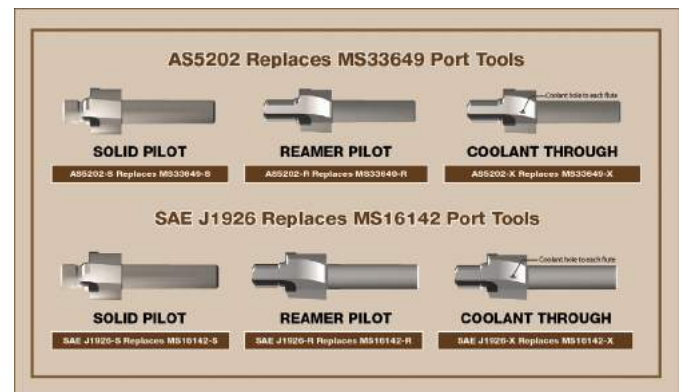 AS5202 Replaces MS33649 Port Tools
Coolant hole to each flute
SOLID PILOT
REAMER PILOT
COOLANT THROUGH
AS5202-S Replaces MS33649-S
AS5202-R Replaces MS33649-R
AS5202-X Replaces MS33649-X
SAE J1926 Replaces MS16142 Port Tools
Coolant hole to each flute
SOLID PILOT
REAMER PILOT
COOLANT THROUGH
SAE J1926-S Replaces MS16142-S
SAE J1926-R Replaces MS16142-R
SAE J1926-X Replaces MS16142-X